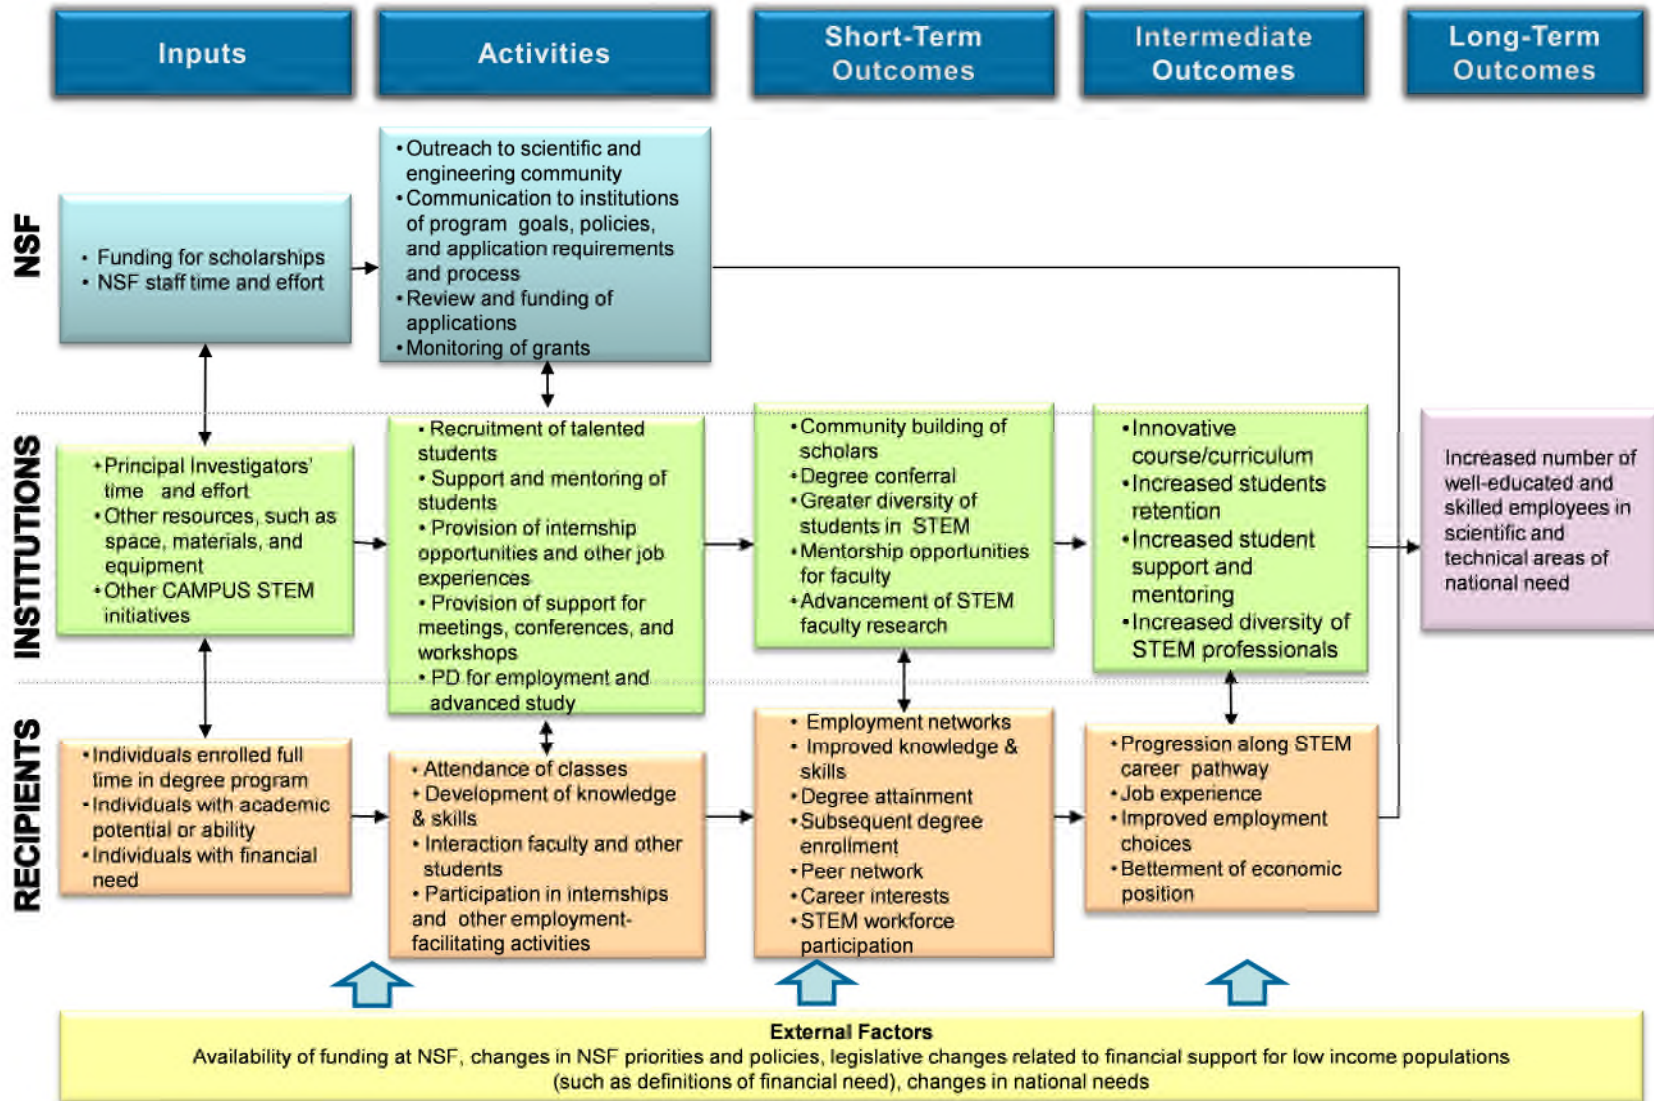 Inputs
Activities
Short-Term
Outcomes
Intermediate
Outcomes
Long-Term
Outcomes
NSF
• Funding for scholarships
• NSF staff time and effort
• Outreach to scientific and
engineering community
• Communication to institutions
of program goals, policies,
and application requirements
and process
• Review and funding of
applications
• Monitoring of grants
INSTITUTIONS
• Principal Investigators'
time and effort
• Other resources, such as
space, materials, and
equipment
• Other CAMPUS STEM
initiatives
• Recruitment of talented
students
• Support and mentoring of
students
• Provision of internship
opportunities and other job
experiences
• Provision of support for
meetings, conferences, and
workshops
• PD for employment and
advanced study
• Community building of
scholars
• Degree conferral
• Greater diversity of
students in STEM
• Mentorship opportunities
for faculty
• Advancement of STEM
faculty research
• Innovative
course/curriculum
• Increased students
retention
• Increased student
support and
mentoring
• Increased diversity of
STEM professionals
Increased number of
well-educated and
skilled employees in
scientific and
technical areas of
national need
RECIPIENTS
• Individuals enrolled full
time in degree program
• Individuals with academic
potential or ability
• Individuals with financial
need
• Attendance of classes
• Development of knowledge
& skills
• Interaction faculty and other
students
• Participation in internships
and other employment-
facilitating activities
• Employment networks
• Improved knowledge &
skills
• Degree attainment
• Subsequent degree
enrollment
• Peer network
• Career interests
• STEM workforce
participation
• Progression along STEM
career pathway
• Job experience
• Improved employment
choices
• Betterment of economic
position
External Factors
Availability of funding at NSF, changes in NSF priorities and policies, legislative changes related to financial support for low income populations
(such as definitions of financial need), changes in national needs